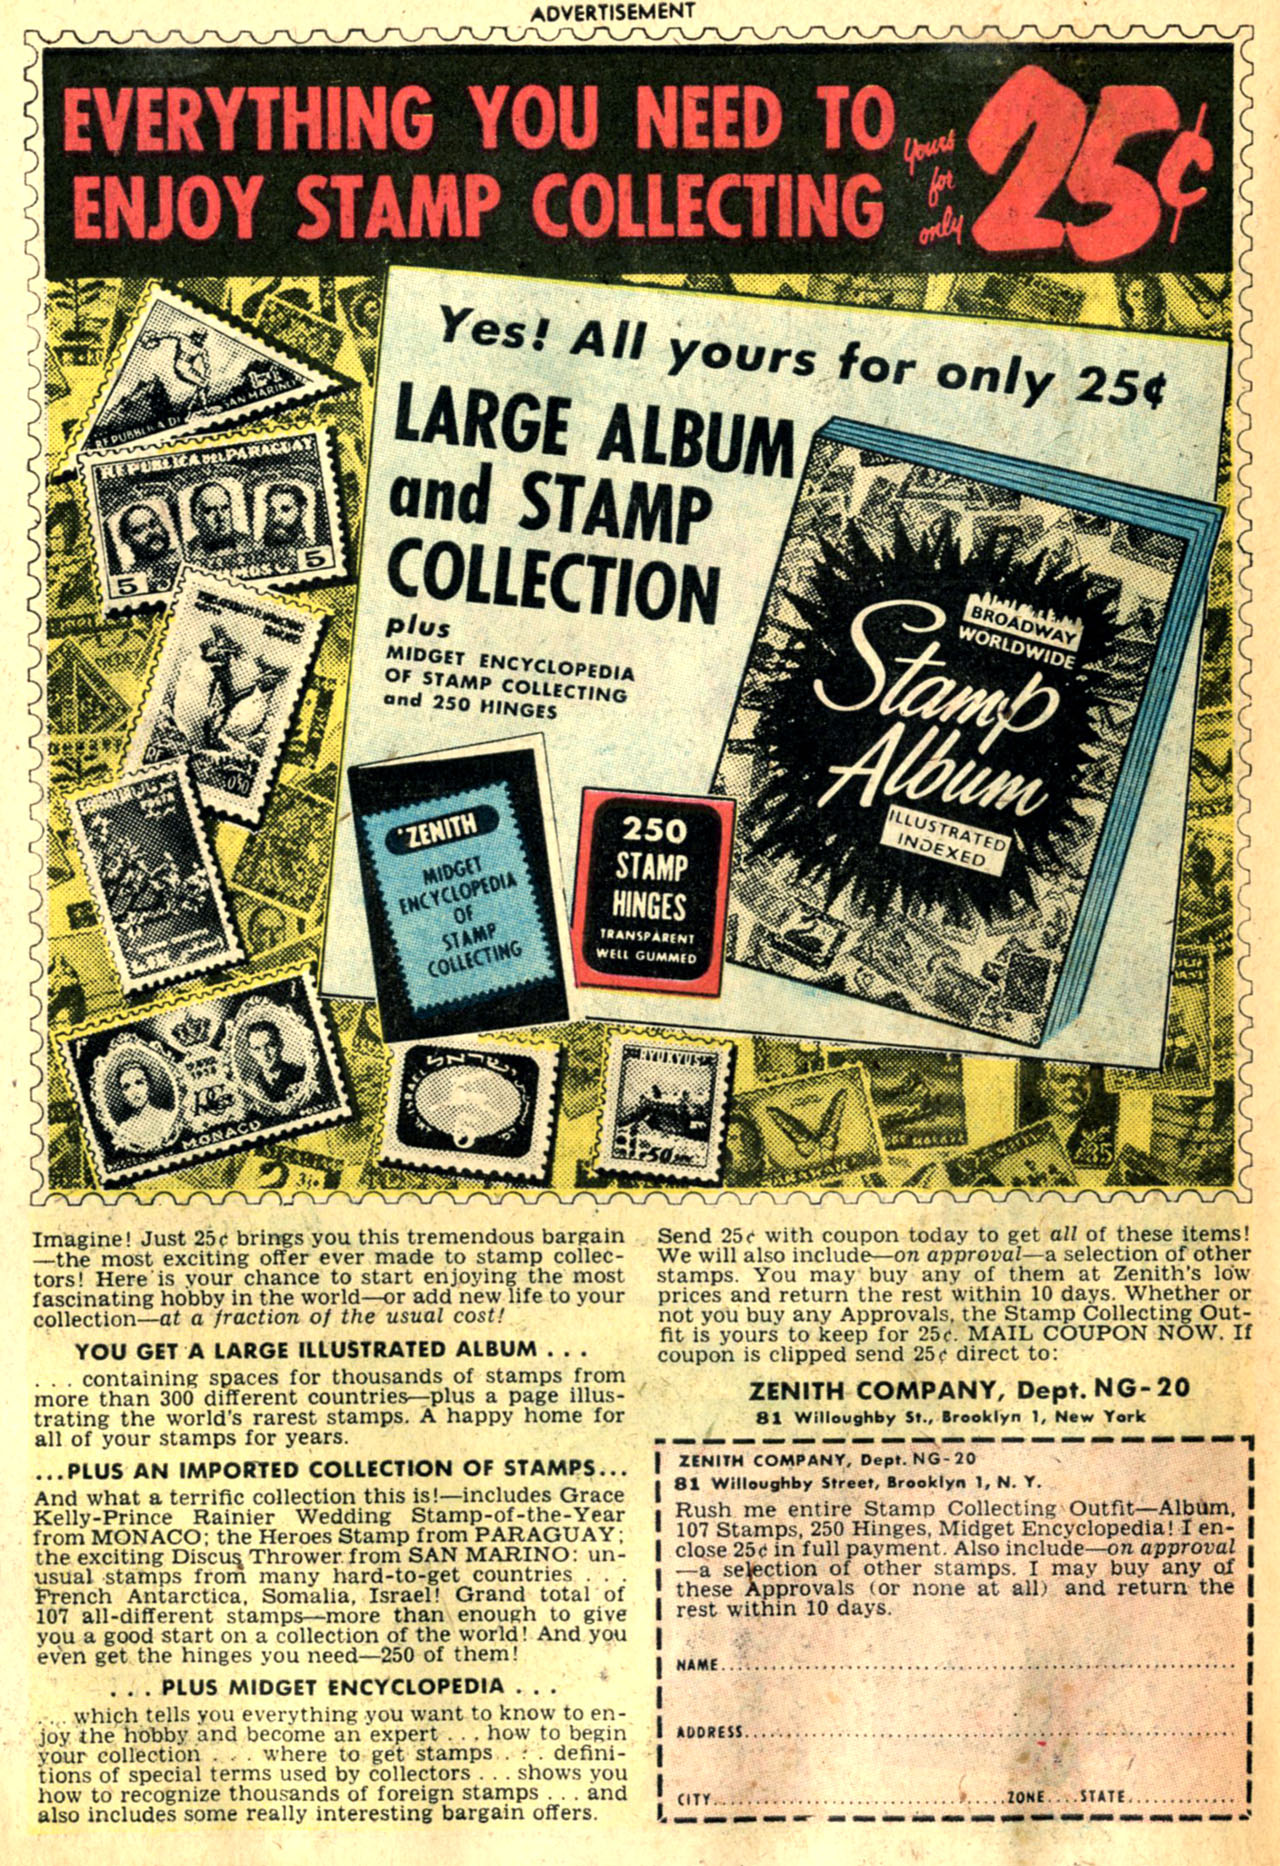 ADVERTISEMENT
EVERYTHING YOU NEED TO
ENJOY STAMP COLLECTING
Yours
for
only
25¢
Yes! All yours for only 25¢
LARGE ALBUM
and STAMP
COLLECTION
plus
MIDGET ENCYCLOPEDIA
OF STAMP COLLECTING
and 250 HINGES
BROADWAY
WORLDWIDE
Stamp
Album
ILLUSTRATED
INDEXED
ZENITH
MIDGET
ENCYCLOPEDIA
OF
STAMP
COLLECTING
250
STAMP
HINGES
TRANSPARENT
WELL GUMMED
REPUBBLICA DI SAN MARINO
REPUBLICA DEL PARAGUAY
5 5
MONACO
RYUKYUS
50
Imagine! Just 25¢ brings you this tremendous bargain
—the most exciting offer ever made to stamp collec-
tors! Here is your chance to start enjoying the most
fascinating hobby in the world—or add new life to your
collection—at a fraction of the usual cost!
YOU GET A LARGE ILLUSTRATED ALBUM . . .
. . . containing spaces for thousands of stamps from
more than 300 different countries—plus a page illus-
trating the world's rarest stamps. A happy home for
all of your stamps for years.
...PLUS AN IMPORTED COLLECTION OF STAMPS...
And what a terrific collection this is!—includes Grace
Kelly-Prince Rainier Wedding Stamp-of-the-Year
from MONACO; the Heroes Stamp from PARAGUAY;
the exciting Discus Thrower from SAN MARINO: un-
usual stamps from many hard-to-get countries . . .
French Antarctica, Somalia, Israel! Grand total of
107 all-different stamps—more than enough to give
you a good start on a collection of the world! And you
even get the hinges you need—250 of them!
. . . PLUS MIDGET ENCYCLOPEDIA . . .
. . . which tells you everything you want to know to en-
joy the hobby and become an expert . . . how to begin
your collection . . . where to get stamps . . . defini-
tions of special terms used by collectors . . . shows you
how to recognize thousands of foreign stamps . . . and
also includes some really interesting bargain offers.
Send 25¢ with coupon today to get all of these items!
We will also include—on approval—a selection of other
stamps. You may buy any of them at Zenith's low
prices and return the rest within 10 days. Whether or
not you buy any Approvals, the Stamp Collecting Out-
fit is yours to keep for 25¢. MAIL COUPON NOW. If
coupon is clipped send 25¢ direct to:
ZENITH COMPANY, Dept. NG-20
81 Willoughby St., Brooklyn 1, New York
ZENITH COMPANY, Dept. NG-20
81 Willoughby Street, Brooklyn 1, N. Y.
Rush me entire Stamp Collecting Outfit—Album,
107 Stamps, 250 Hinges, Midget Encyclopedia! I en-
close 25¢ in full payment. Also include—on approval
—a selection of other stamps. I may buy any of
these Approvals (or none at all) and return the
rest within 10 days.
NAME
ADDRESS
CITY ZONE STATE